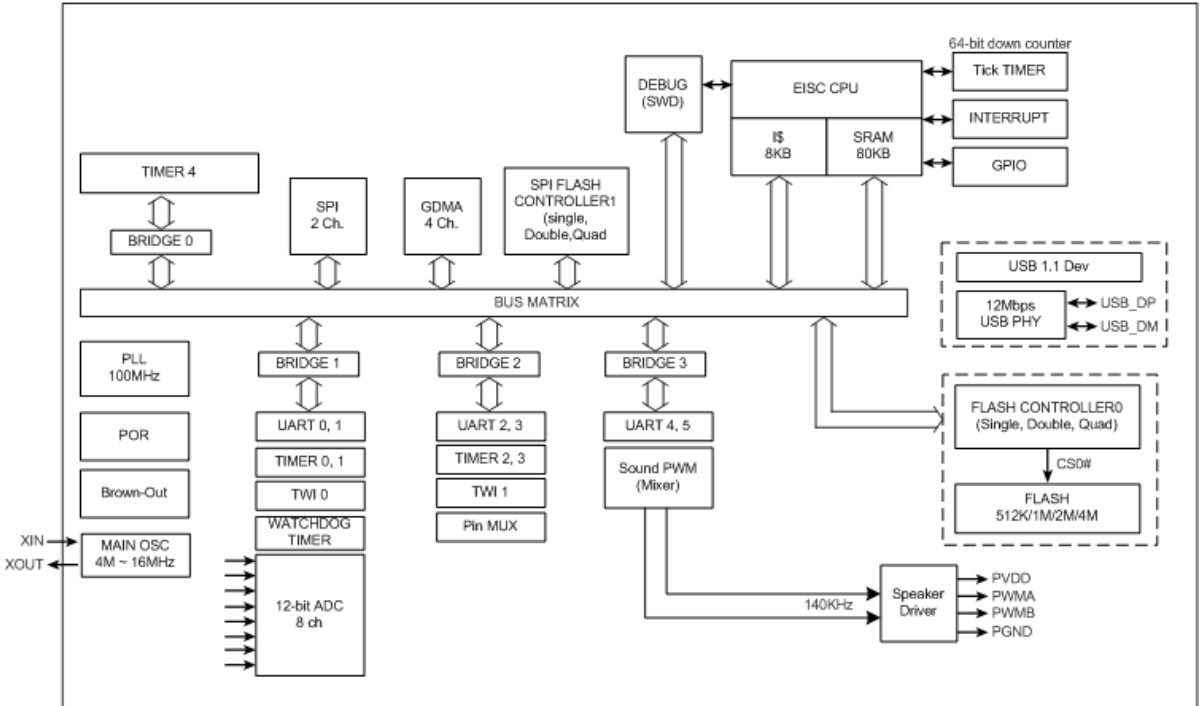 64-bit down counter
DEBUG
(SWD)
EISC CPU
Tick TIMER
I$
8KB
SRAM
80KB
INTERRUPT
GPIO
TIMER 4
BRIDGE 0
SPI
2 Ch.
GDMA
4 Ch.
SPI FLASH
CONTROLLER1
(single,
Double,Quad
BUS MATRIX
USB 1.1 Dev
12Mbps
USB PHY
USB_DP
USB_DM
PLL
100MHz
POR
Brown-Out
XIN
XOUT
MAIN OSC
4M ~ 16MHz
BRIDGE 1
UART 0, 1
TIMER 0, 1
TWI 0
WATCHDOG
TIMER
12-bit ADC
8 ch
BRIDGE 2
UART 2, 3
TIMER 2, 3
TWI 1
Pin MUX
BRIDGE 3
UART 4, 5
Sound PWM
(Mixer)
FLASH CONTROLLER0
(Single, Double, Quad)
CS0#
FLASH
512K/1M/2M/4M
140KHz
Speaker
Driver
PVDD
PWMA
PWMB
PGND